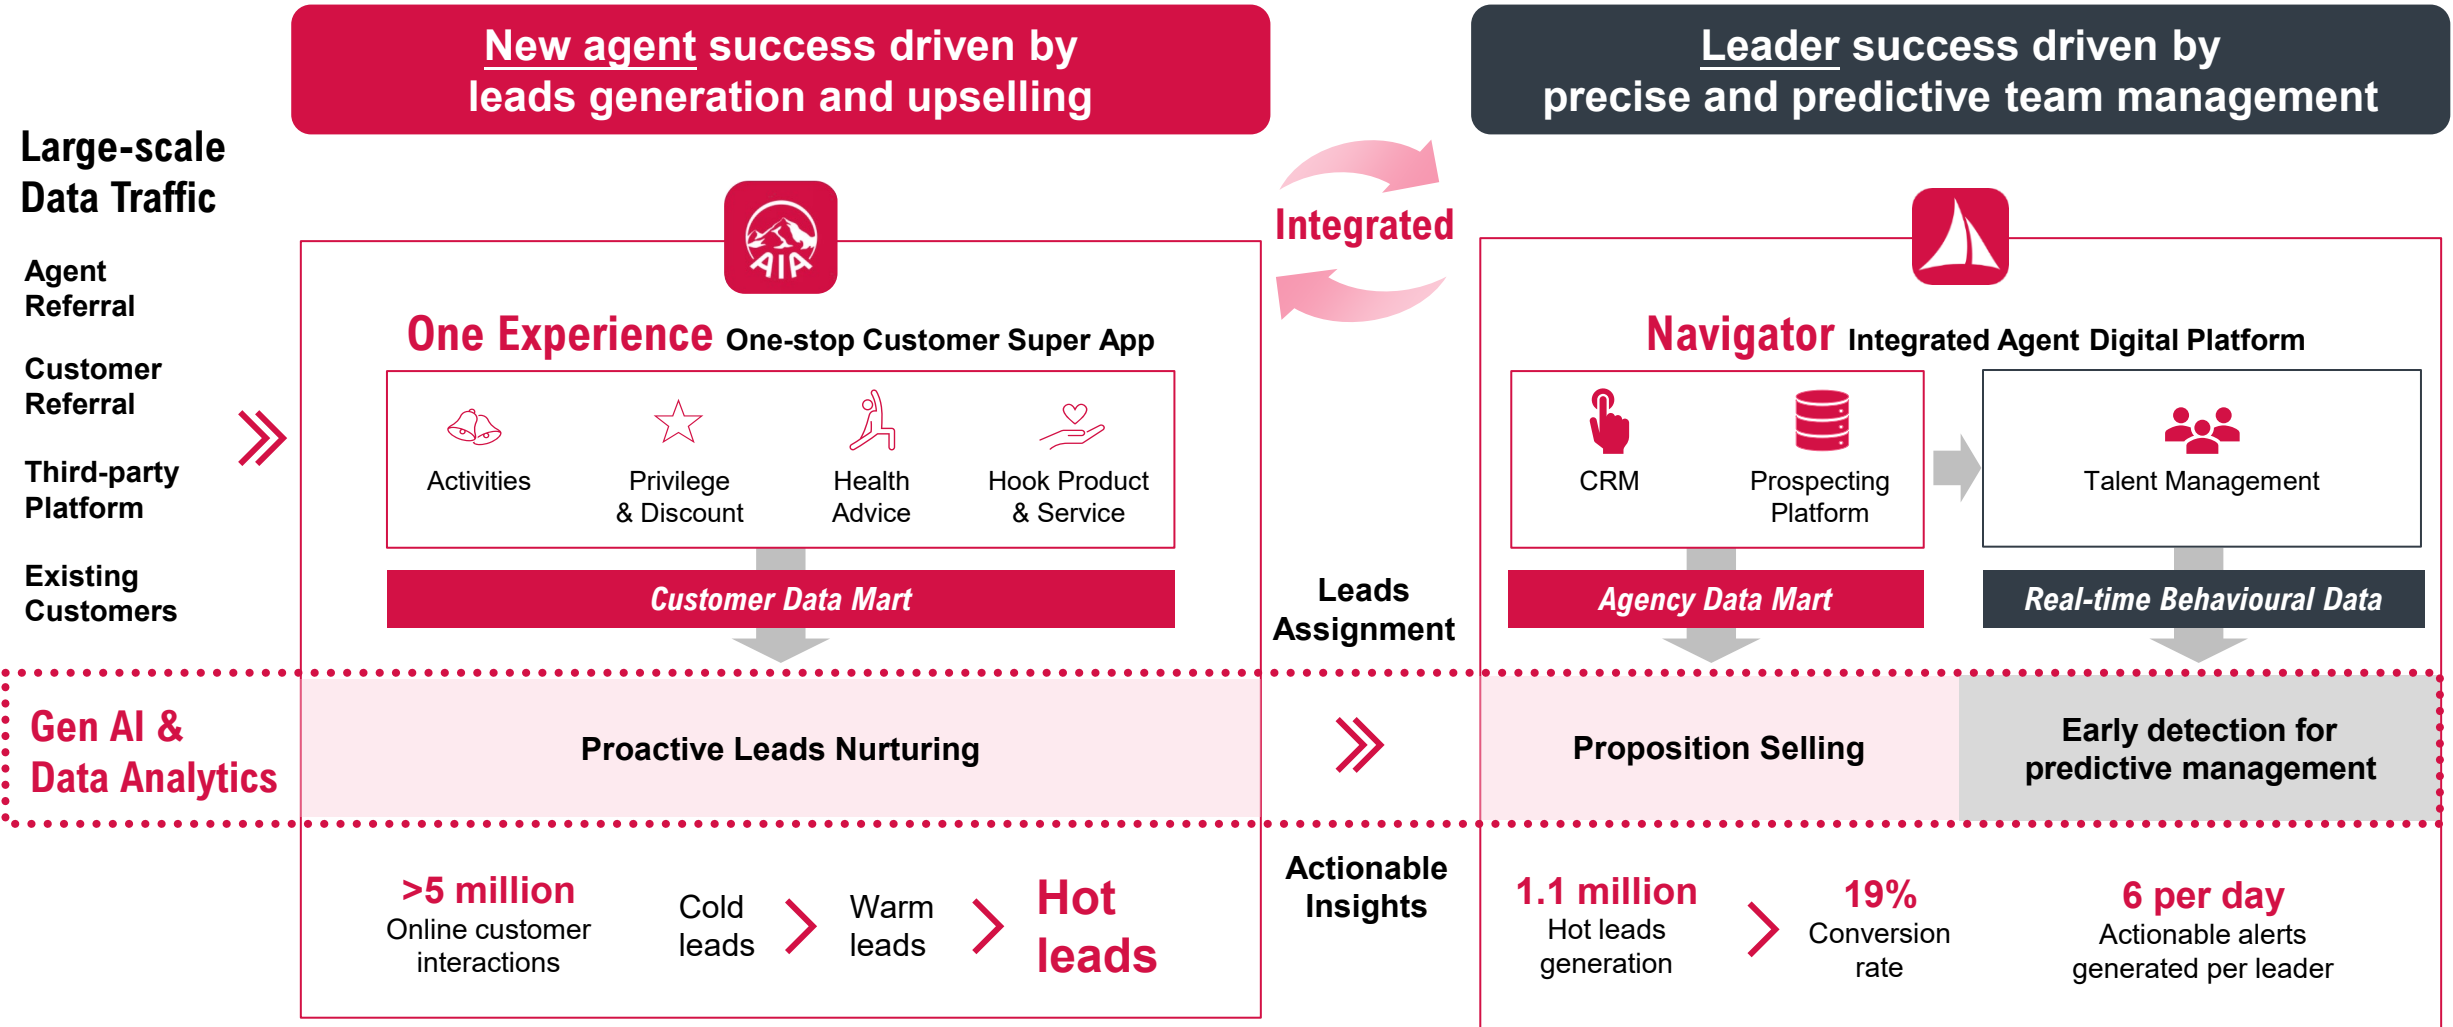 New agent success driven by
leads generation and upselling
Leader success driven by
precise and predictive team management
Large-scale
Data Traffic
Agent
Referral
Customer
Referral
Third-party
Platform
Existing
Customers
AIA
One Experience One-stop Customer Super App
Activities
Privilege
& Discount
Health
Advice
Hook Product
& Service
Customer Data Mart
Integrated
Navigator Integrated Agent Digital Platform
CRM
Prospecting
Platform
Talent Management
Agency Data Mart
Real-time Behavioural Data
Leads
Assignment
Gen AI &
Data Analytics
Proactive Leads Nurturing
Proposition Selling
Early detection for
predictive management
>5 million
Online customer
interactions
Cold
leads
Warm
leads
Hot
leads
Actionable
Insights
1.1 million
Hot leads
generation
19%
Conversion
rate
6 per day
Actionable alerts
generated per leader